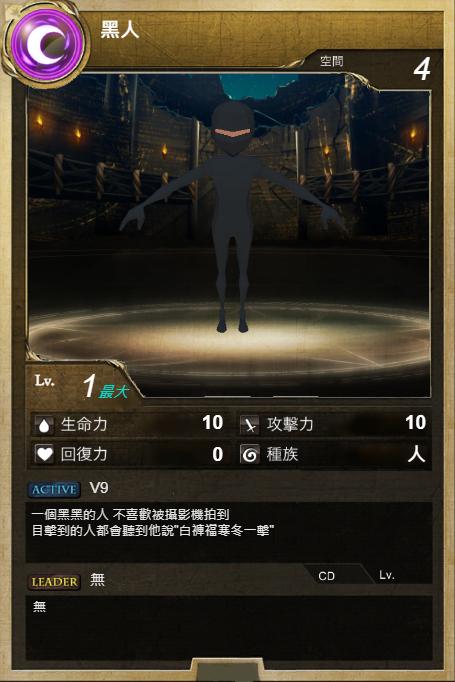 黑人
空間 4
Lv. 1 最大
生命力 10 攻擊力 10
回復力 0 種族 人
ACTIVE V9
一個黑黑的人 不喜歡被攝影機拍到
目擊到的人都會聽到他說"白褲襠寒冬一擊"
LEADER 無 CD Lv.
無